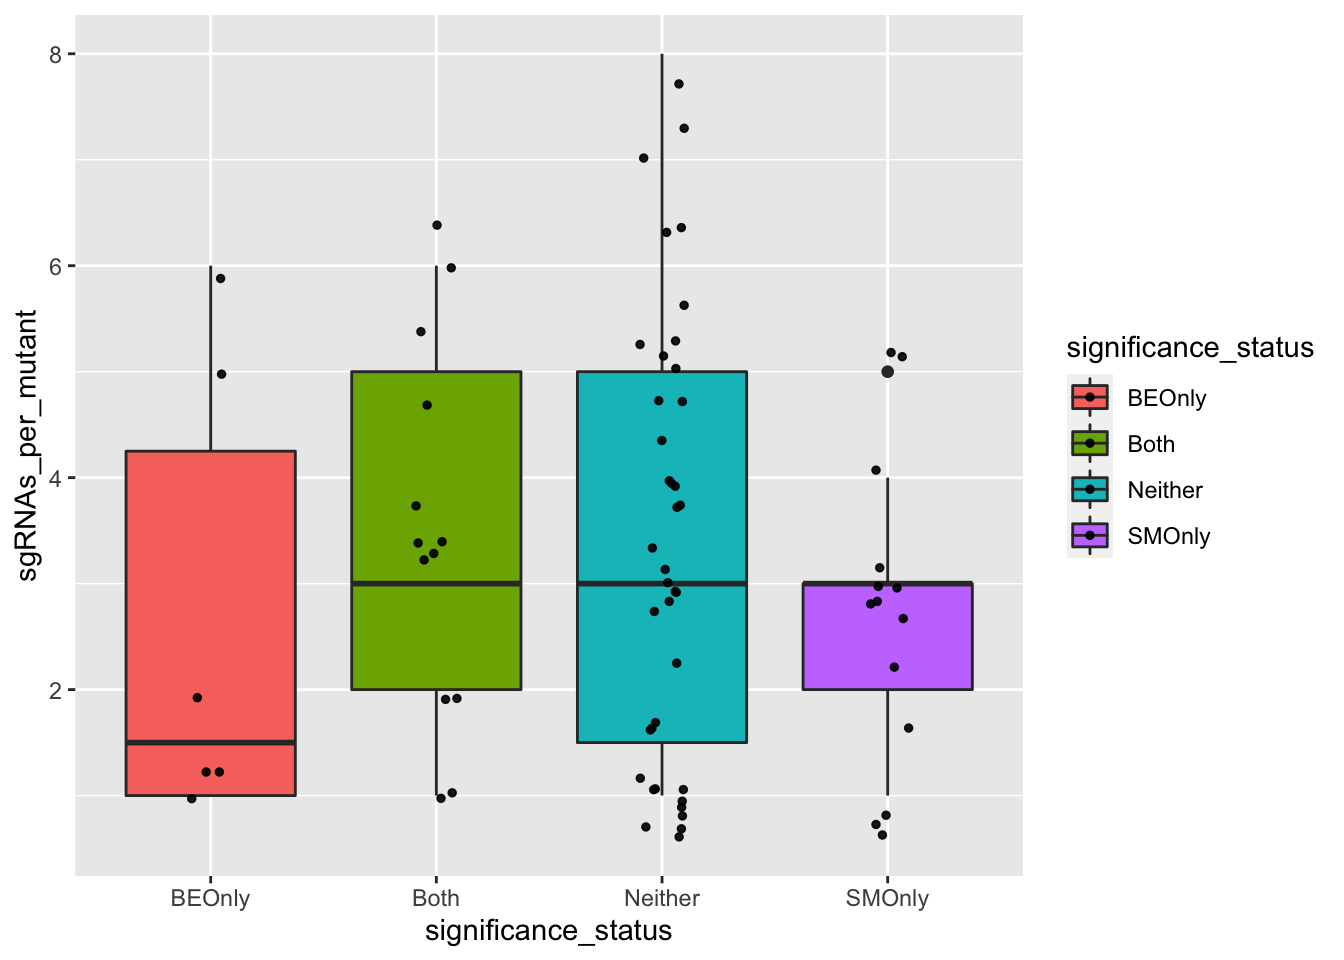 8
6
4
2
sgRNAs_per_mutant
BEOnly
Both
Neither
SMOnly
significance_status
significance_status
BEOnly
Both
Neither
SMOnly